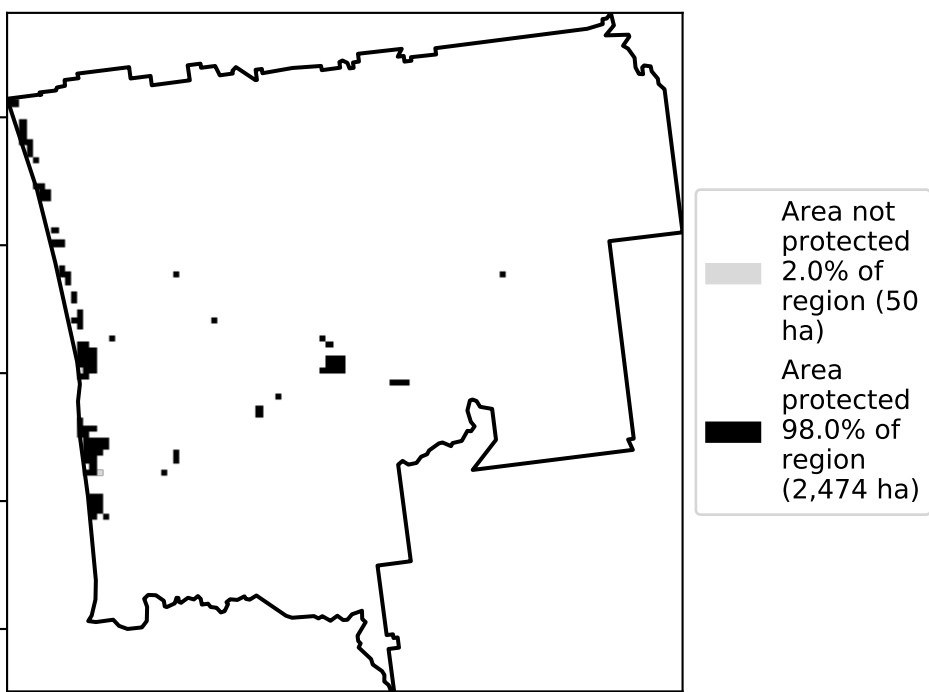 Area not
protected
2.0% of
region (50
ha)
Area
protected
98.0% of
region
(2,474 ha)